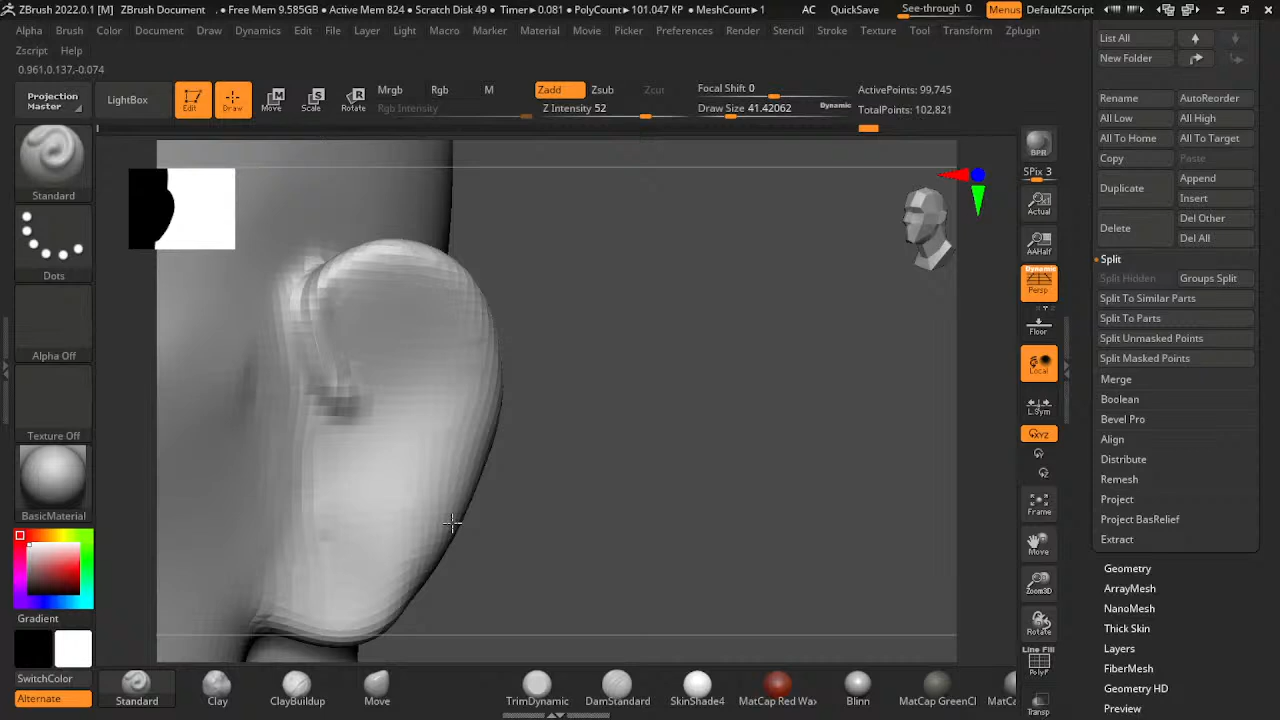 ZBrush 2022.0.1 [M] ZBrush Document . • Free Mem 9.585GB • Active Mem 824 • Scratch Disk 49 • Timer▸0.081 • PolyCount▸101.047 KP • MeshCount▸1 AC QuickSave See-through 0 Menus DefaultZScript
Alpha Brush Color Document Draw Dynamics Edit File Layer Light Macro Marker Material Movie Picker Preferences Render Stencil Stroke Texture Tool Transform Zplugin
Zscript Help
0.961,0.137,-0.074
Projection Master
LightBox
Edit
Draw
Move
Scale
Rotate
Mrgb Rgb M
Rgb Intensity
Zadd Zsub Zcut
Z Intensity 52
Focal Shift 0
Draw Size 41.42062 Dynamic
ActivePoints: 99,745
TotalPoints: 102,821
Standard
Dots
Alpha Off
Texture Off
BasicMaterial
Gradient
SwitchColor
Alternate
BPR
SPix 3
Actual
AAHalf
Dynamic
Persp
Floor
Local
L.Sym
XYZ
Frame
Move
Zoom3D
Rotate
Line Fill
PolyF
Transp
List All
New Folder
Rename AutoReorder
All Low All High
All To Home All To Target
Copy Paste
Duplicate Append
Insert
Delete Del Other
Del All
Split
Split Hidden Groups Split
Split To Similar Parts
Split To Parts
Split Unmasked Points
Split Masked Points
Merge
Boolean
Bevel Pro
Align
Distribute
Remesh
Project
Project BasRelief
Extract
Geometry
ArrayMesh
NanoMesh
Thick Skin
Layers
FiberMesh
Geometry HD
Preview
Standard Clay ClayBuildup Move TrimDynamic DamStandard SkinShade4 MatCap Red Wax Blinn MatCap GreenCl MatCa